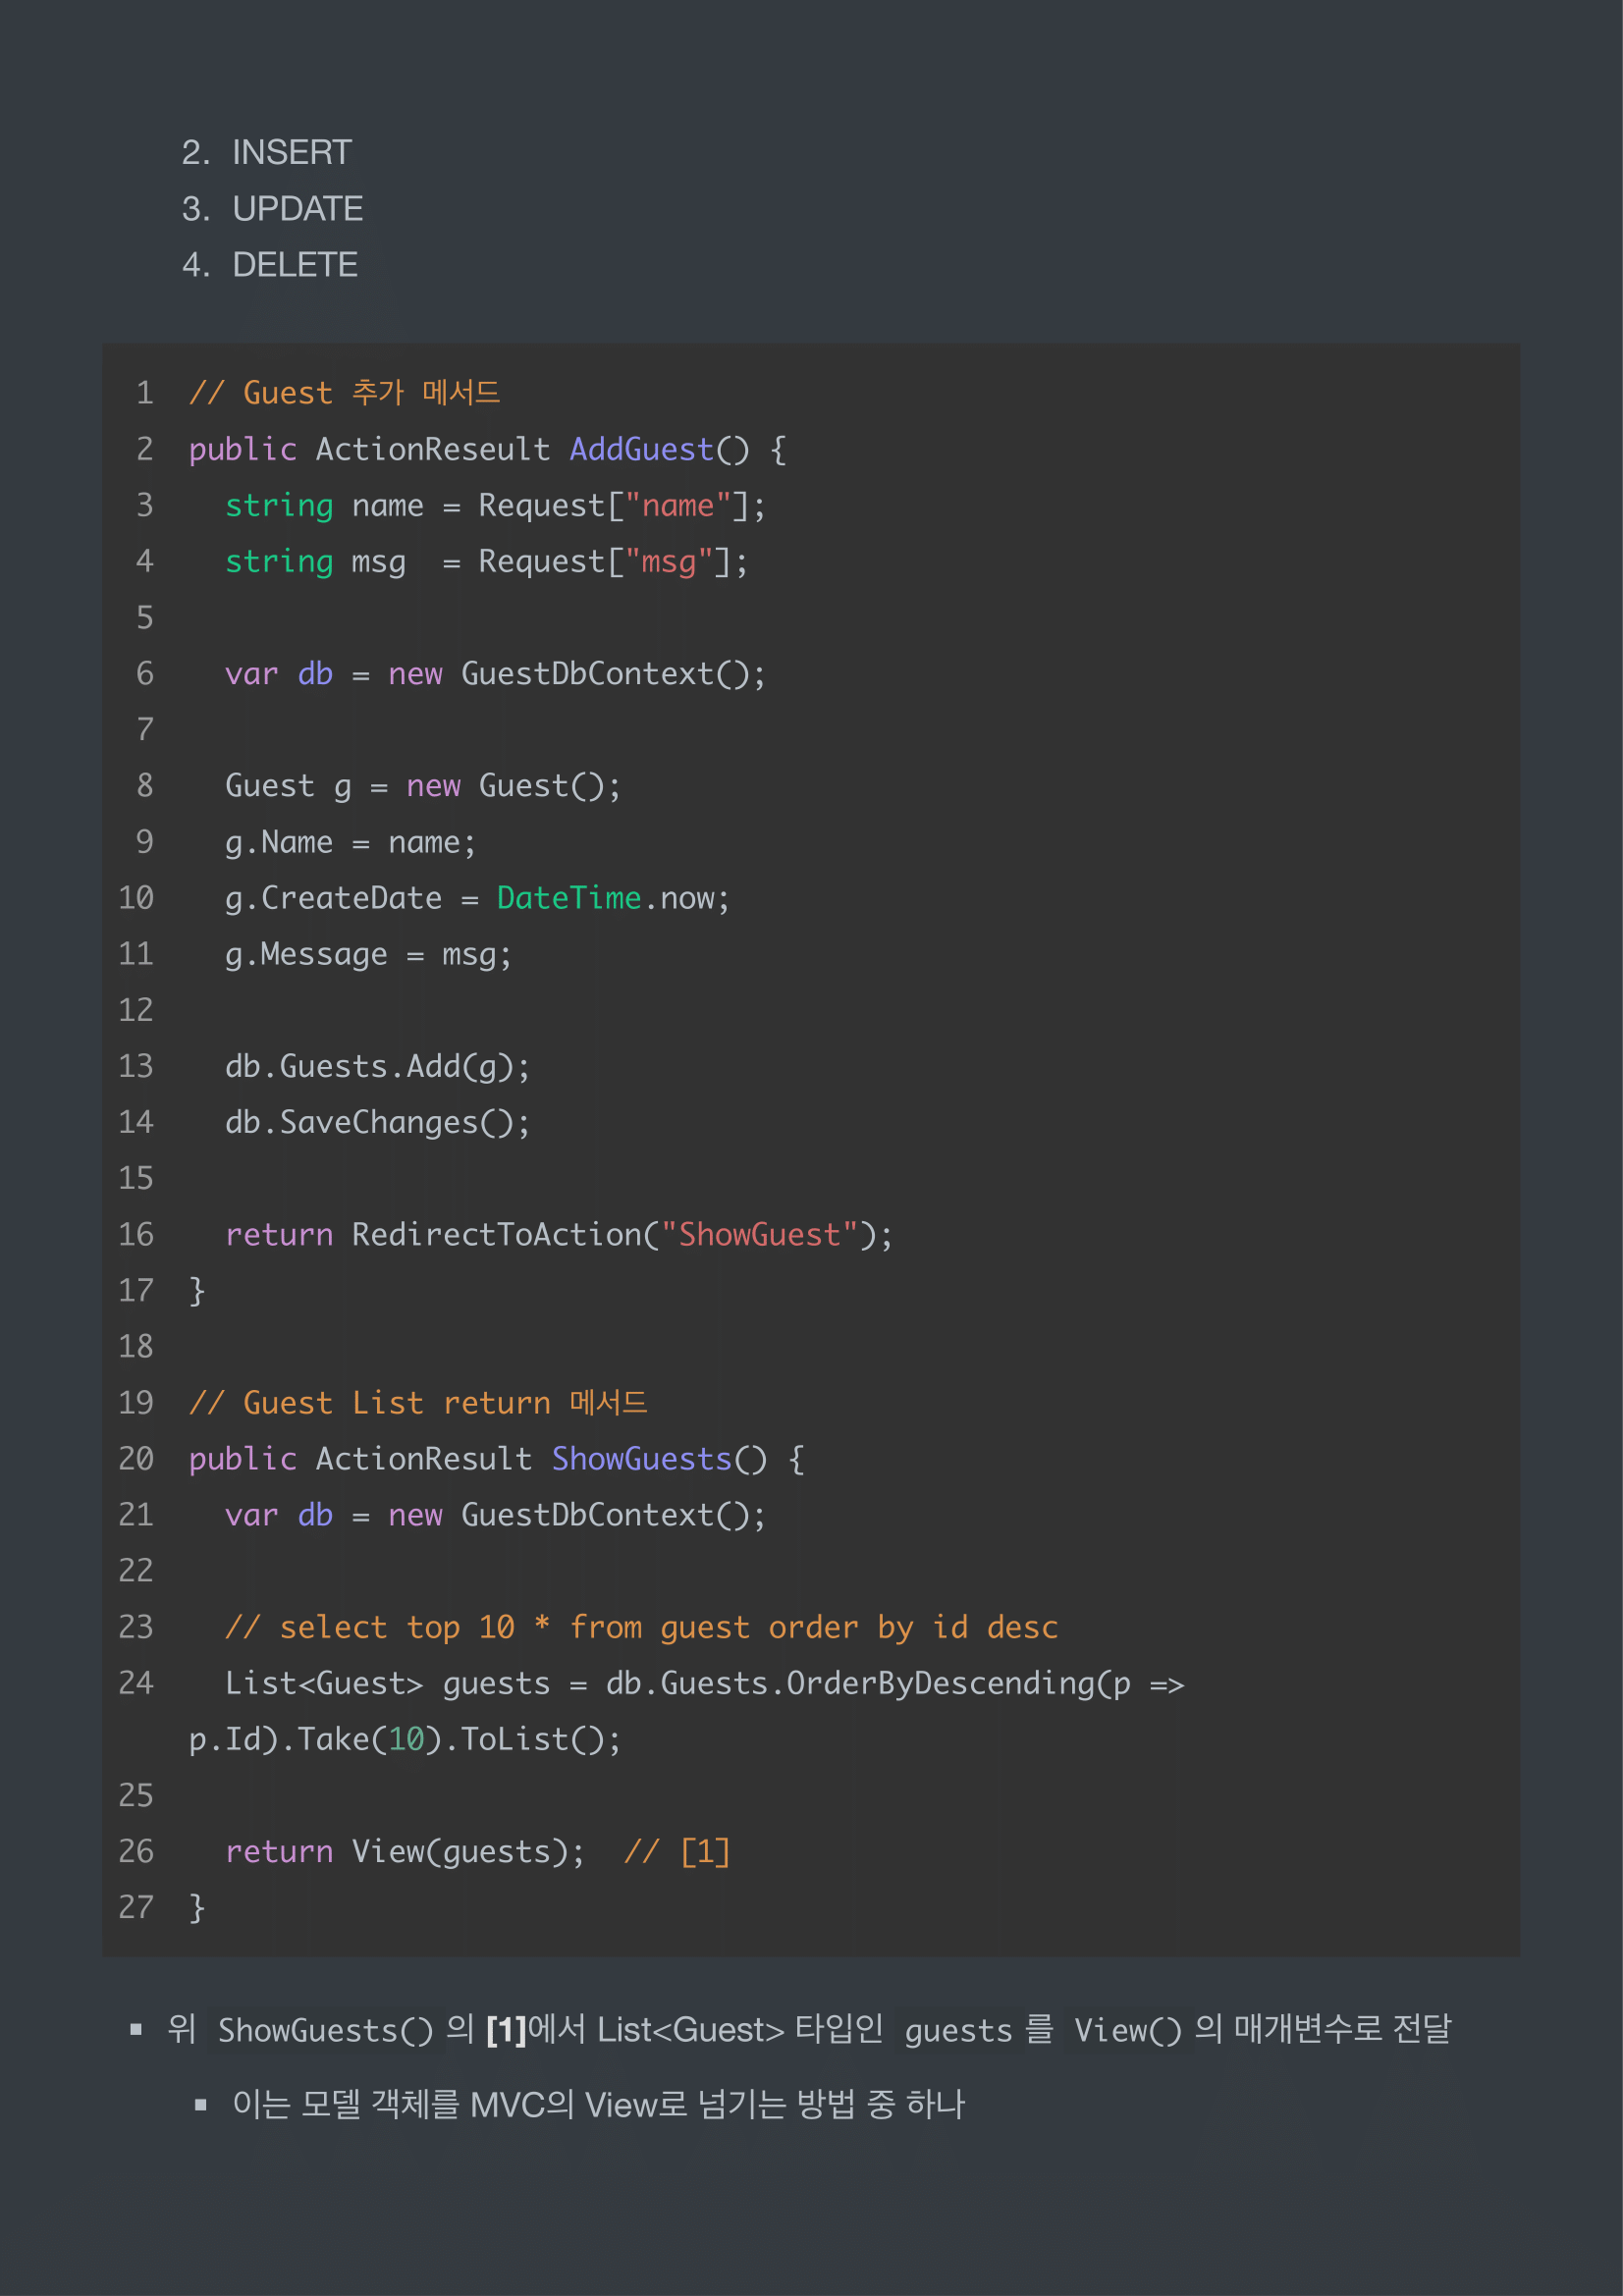 2. INSERT
3. UPDATE
4. DELETE
1 // Guest 추가 메서드
2 public ActionReseult AddGuest() {
3   string name = Request["name"];
4   string msg  = Request["msg"];
5
6   var db = new GuestDbContext();
7
8   Guest g = new Guest();
9   g.Name = name;
10   g.CreateDate = DateTime.now;
11   g.Message = msg;
12
13   db.Guests.Add(g);
14   db.SaveChanges();
15
16   return RedirectToAction("ShowGuest");
17 }
18
19 // Guest List return 메서드
20 public ActionResult ShowGuests() {
21   var db = new GuestDbContext();
22
23   // select top 10 * from guest order by id desc
24   List<Guest> guests = db.Guests.OrderByDescending(p =>
p.Id).Take(10).ToList();
25
26   return View(guests);  // [1]
27 }
▪ 위 ShowGuests() 의 [1]에서 List<Guest> 타입인 guests 를 View() 의 매개변수로 전달
▪ 이는 모델 객체를 MVC의 View로 넘기는 방법 중 하나